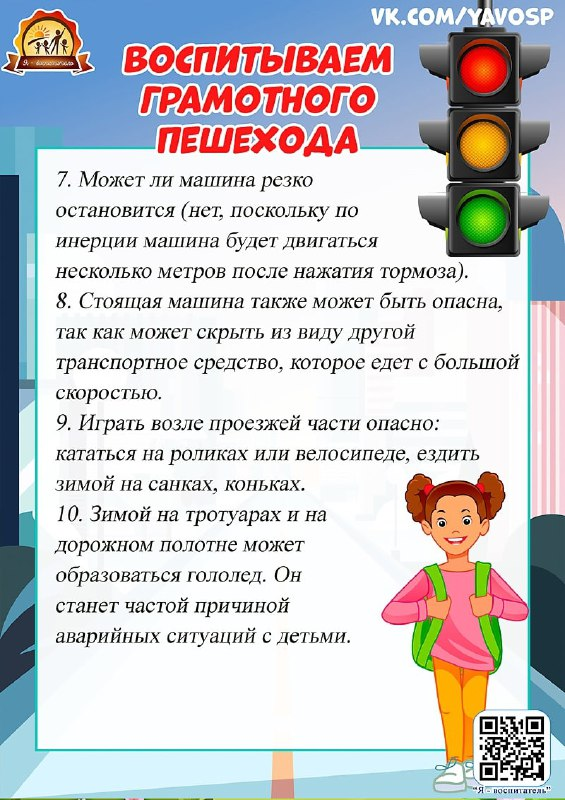 VK.COM/YAVOSP
Я - воспитатель
ВОСПИТЫВАЕМ
ГРАМОТНОГО
ПЕШЕХОДА
7. Может ли машина резко
остановится (нет, поскольку по
инерции машина будет двигаться
несколько метров после нажатия тормоза).
8. Стоящая машина также может быть опасна,
так как может скрыть из виду другой
транспортное средство, которое едет с большой
скоростью.
9. Играть возле проезжей части опасно:
кататься на роликах или велосипеде, ездить
зимой на санках, коньках.
10. Зимой на тротуарах и на
дорожном полотне может
образоваться гололед. Он
станет частой причиной
аварийных ситуаций с детьми.
"Я - воспитатель"